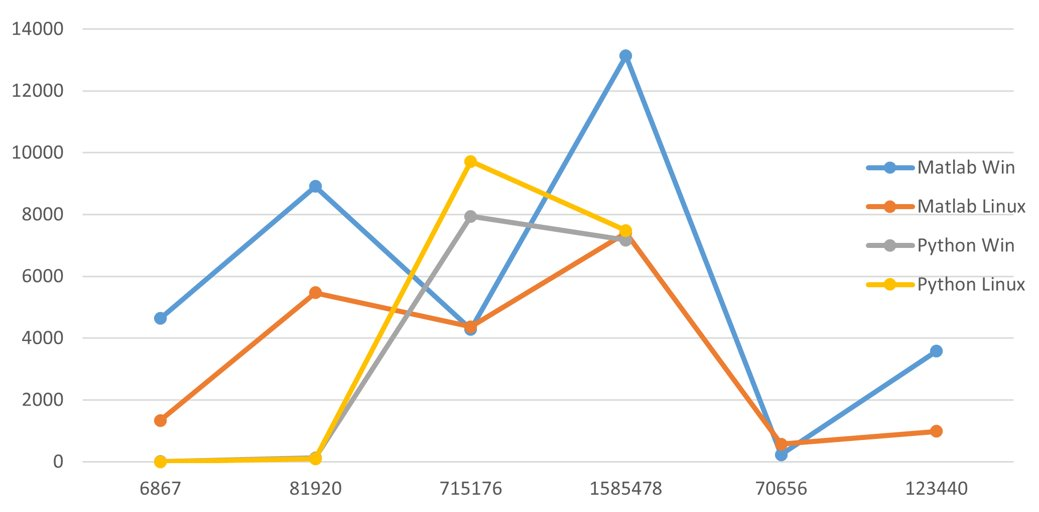 14000
12000
10000
8000
6000
4000
2000
0
6867 81920 715176 1585478 70656 123440
Matlab Win
Matlab Linux
Python Win
Python Linux